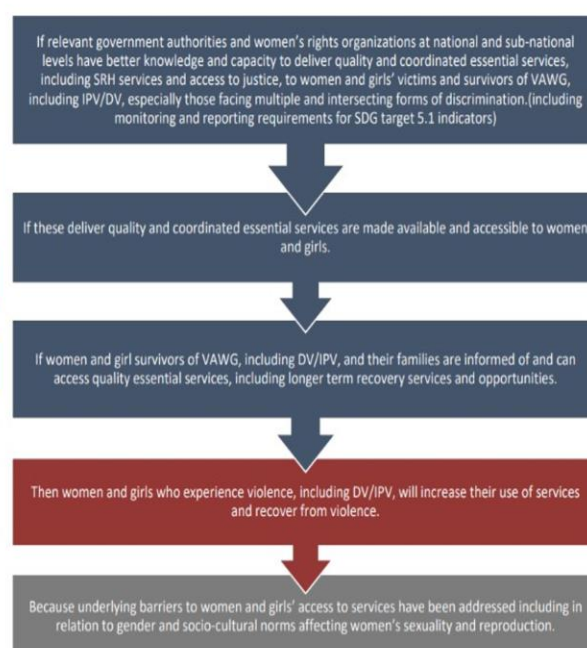 If relevant government authorities and women's rights organizations at national and sub-national
levels have better knowledge and capacity to deliver quality and coordinated essential services,
including SRH services and access to justice, to women and girls' victims and survivors of VAWG,
including IPV/DV, especially those facing multiple and intersecting forms of discrimination.(including
monitoring and reporting requirements for SDG target 5.1 indicators)
If these deliver quality and coordinated essential services are made available and accessible to women
and girls.
If women and girl survivors of VAWG, including DV/IPV, and their families are informed of and can
access quality essential services, including longer term recovery services and opportunities.
Then women and girls who experience violence, including DV/IPV, will increase their use of services
and recover from violence.
Because underlying barriers to women and girls' access to services have been addressed including in
relation to gender and socio-cultural norms affecting women's sexuality and reproduction.